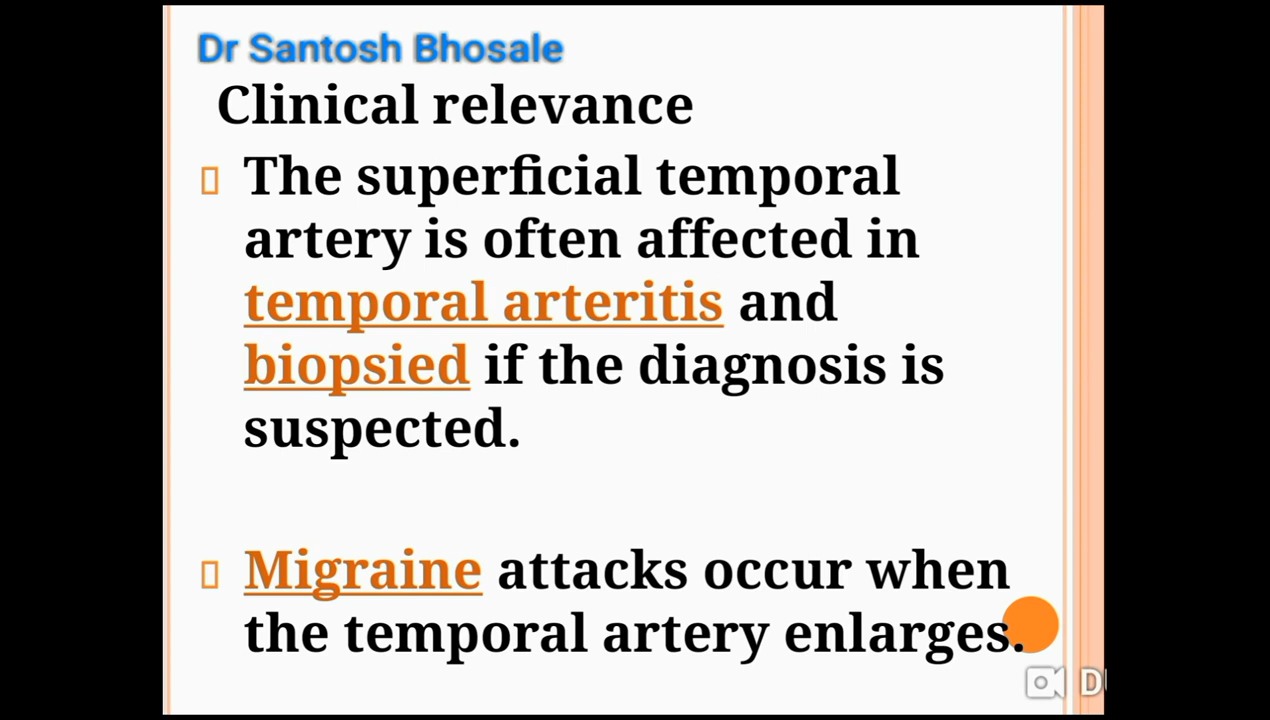 Dr Santosh Bhosale
Clinical relevance
The superficial temporal
artery is often affected in
temporal arteritis and
biopsied if the diagnosis is
suspected.
Migraine attacks occur when
the temporal artery enlarges.